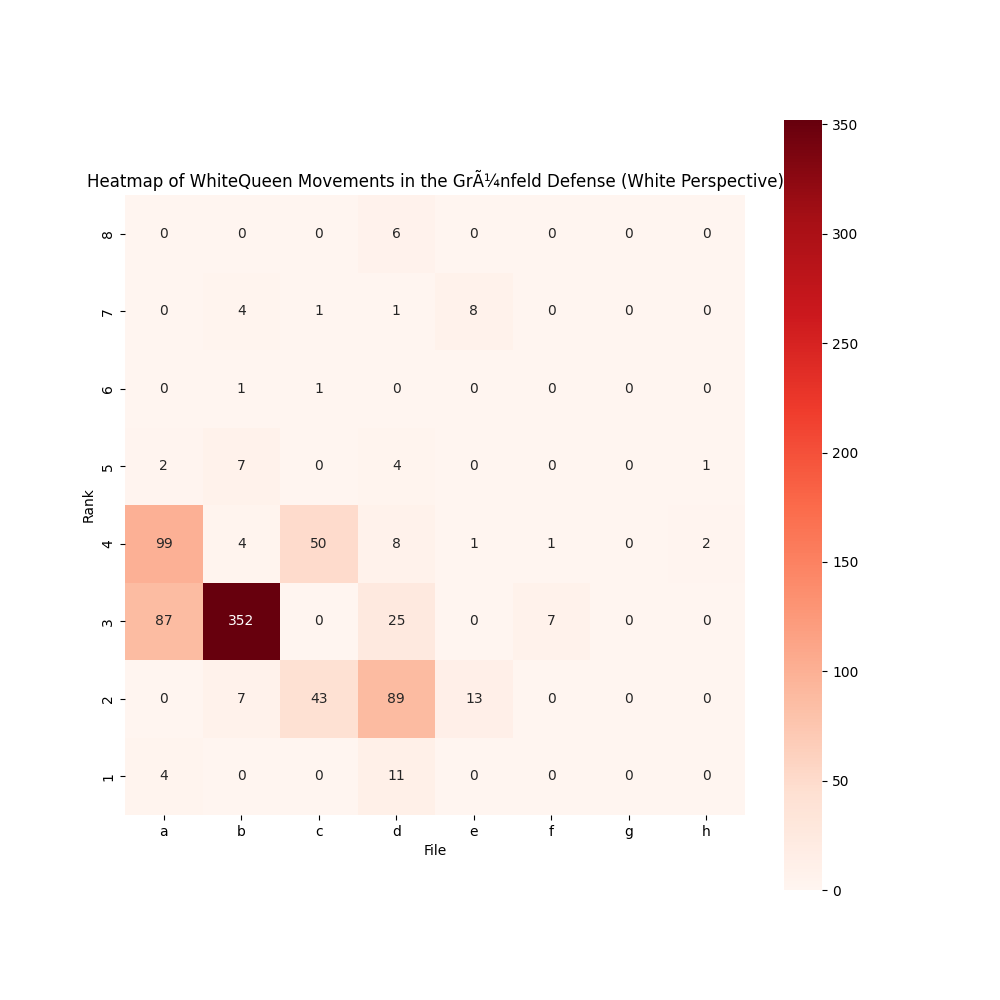 Heatmap of WhiteQueen Movements in the GrÃ¼nfeld Defense (White Perspective)
8 0 0 0 6 0 0 0 0
7 0 4 1 1 8 0 0 0
6 0 1 1 0 0 0 0 0
5 2 7 0 4 0 0 0 1
4 99 4 50 8 1 1 0 2
3 87 352 0 25 0 7 0 0
2 0 7 43 89 13 0 0 0
1 4 0 0 11 0 0 0 0
a b c d e f g h
File
Rank
350
300
250
200
150
100
50
0